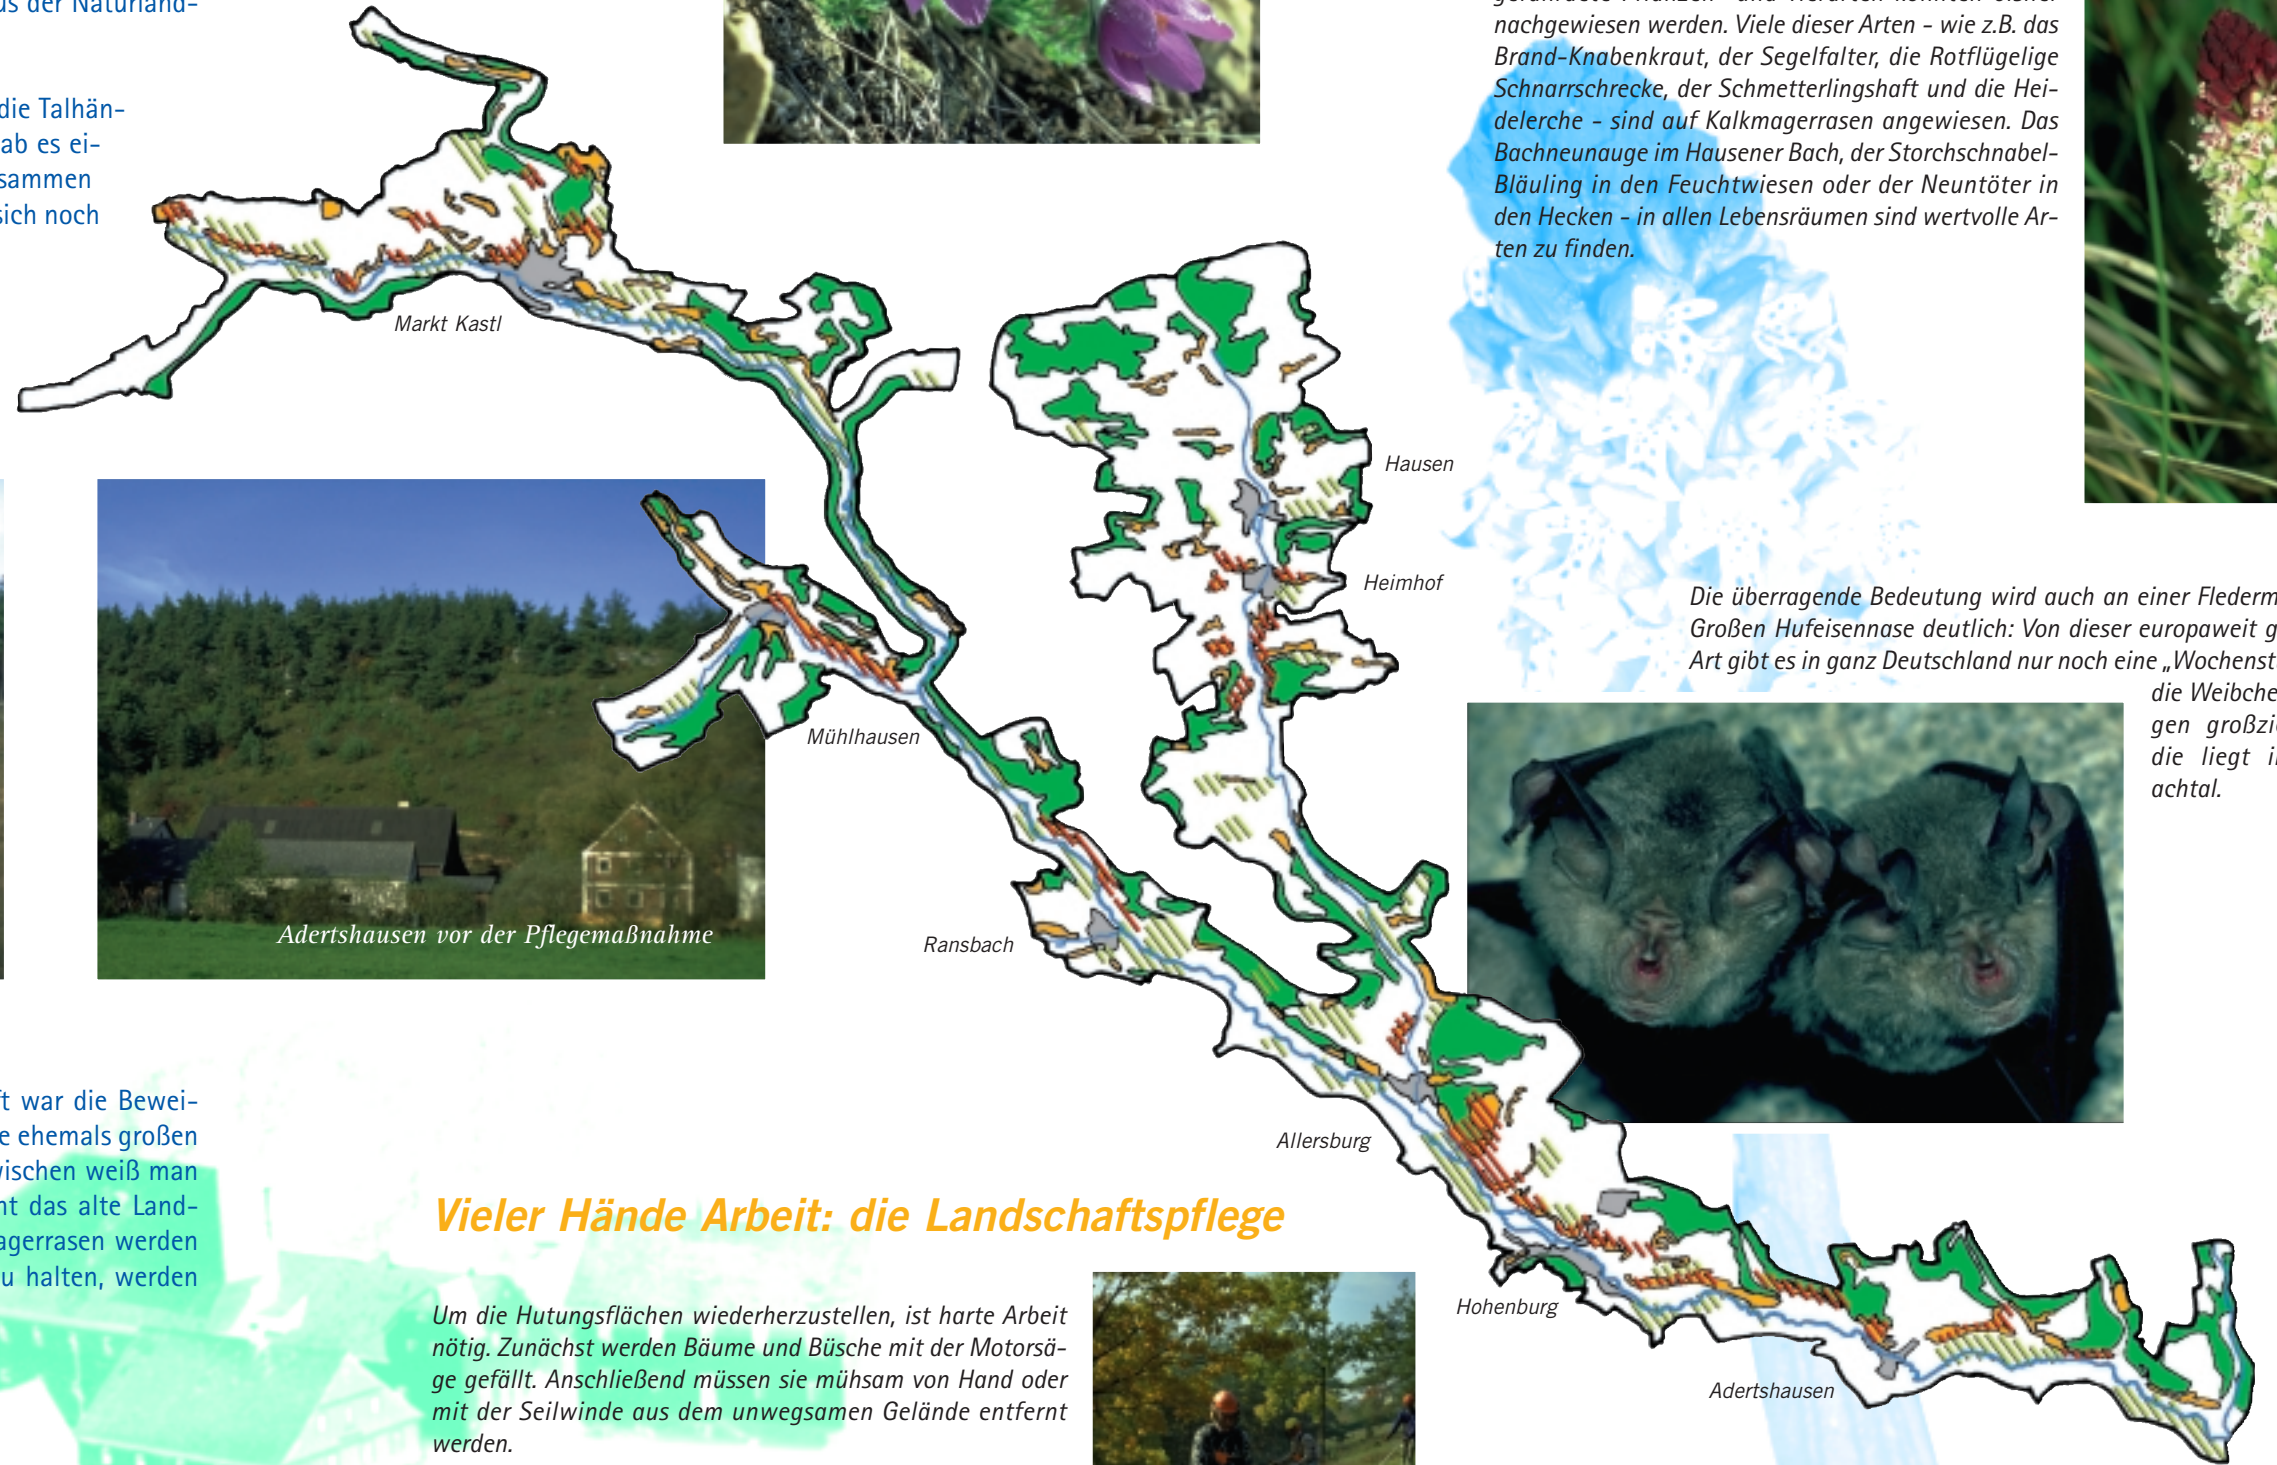 us der Naturland-
die Talhän-
ab es ei-
sammen
sich noch
nachgewiesen werden. Viele dieser Arten - wie z.B. das
Brand-Knabenkraut, der Segelfalter, die Rotflügelige
Schnarrschrecke, der Schmetterlingshaft und die Hei-
delerche - sind auf Kalkmagerrasen angewiesen. Das
Bachneunauge im Hausener Bach, der Storchschnabel-
Bläuling in den Feuchtwiesen oder der Neuntöter in
den Hecken - in allen Lebensräumen sind wertvolle Ar-
ten zu finden.
Markt Kastl
Hausen
Heimhof
Die überragende Bedeutung wird auch an einer Flederm
Großen Hufeisennase deutlich: Von dieser europaweit g
Art gibt es in ganz Deutschland nur noch eine „Wochenst
die Weibche
gen großzi
die liegt i
achtal.
Mühlhausen
Adertshausen vor der Pflegemaßnahme
Ransbach
Allersburg
Hohenburg
Adertshausen
ft war die Bewei-
e ehemals großen
wischen weiß man
nt das alte Land-
agerrasen werden
u halten, werden
Vieler Hände Arbeit: die Landschaftspflege
Um die Hutungsflächen wiederherzustellen, ist harte Arbeit
nötig. Zunächst werden Bäume und Büsche mit der Motorsä-
ge gefällt. Anschließend müssen sie mühsam von Hand oder
mit der Seilwinde aus dem unwegsamen Gelände entfernt
werden.